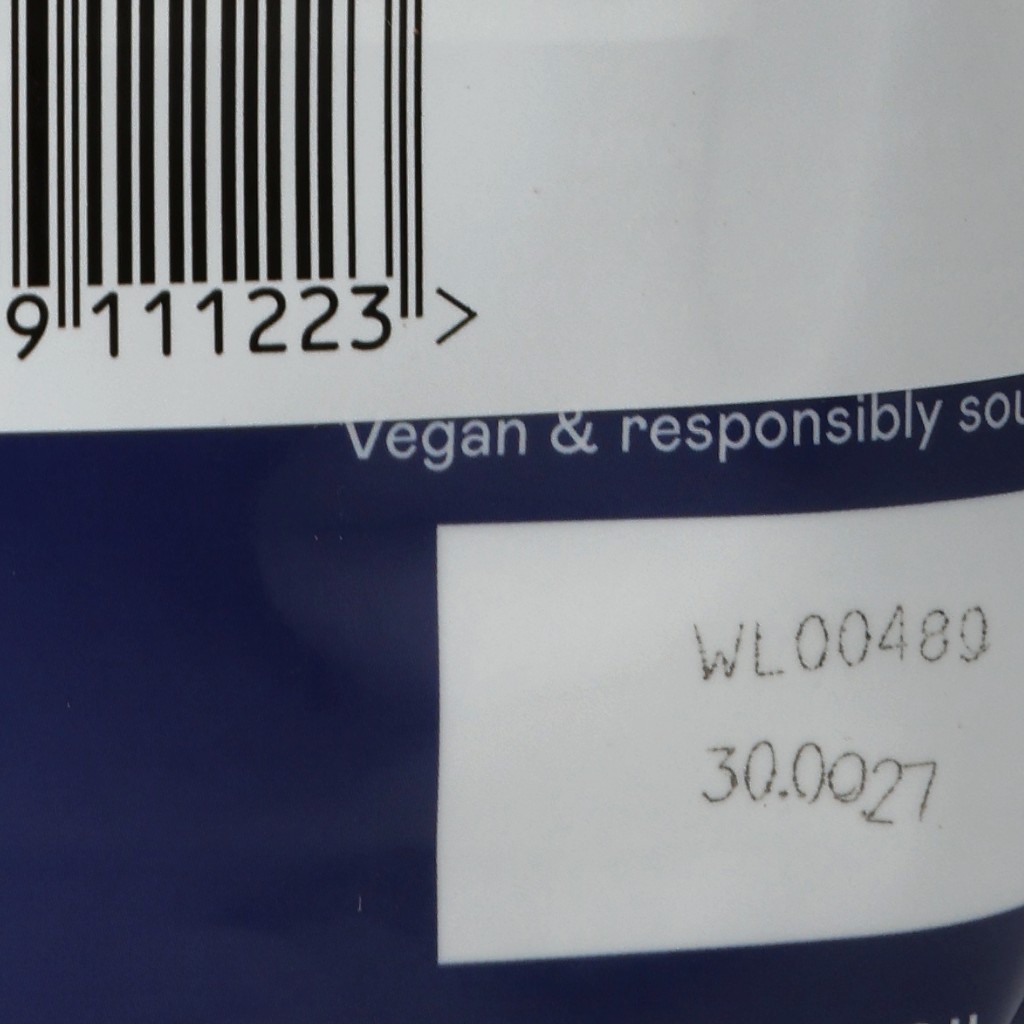 9 111223 >
Vegan & responsibly sou
WL00489
30.0027